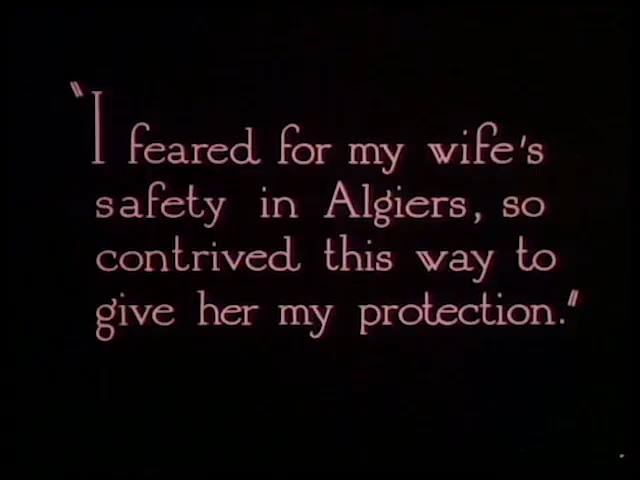 "I feared for my wife's
safety in Algiers, so
contrived this way to
give her my protection."